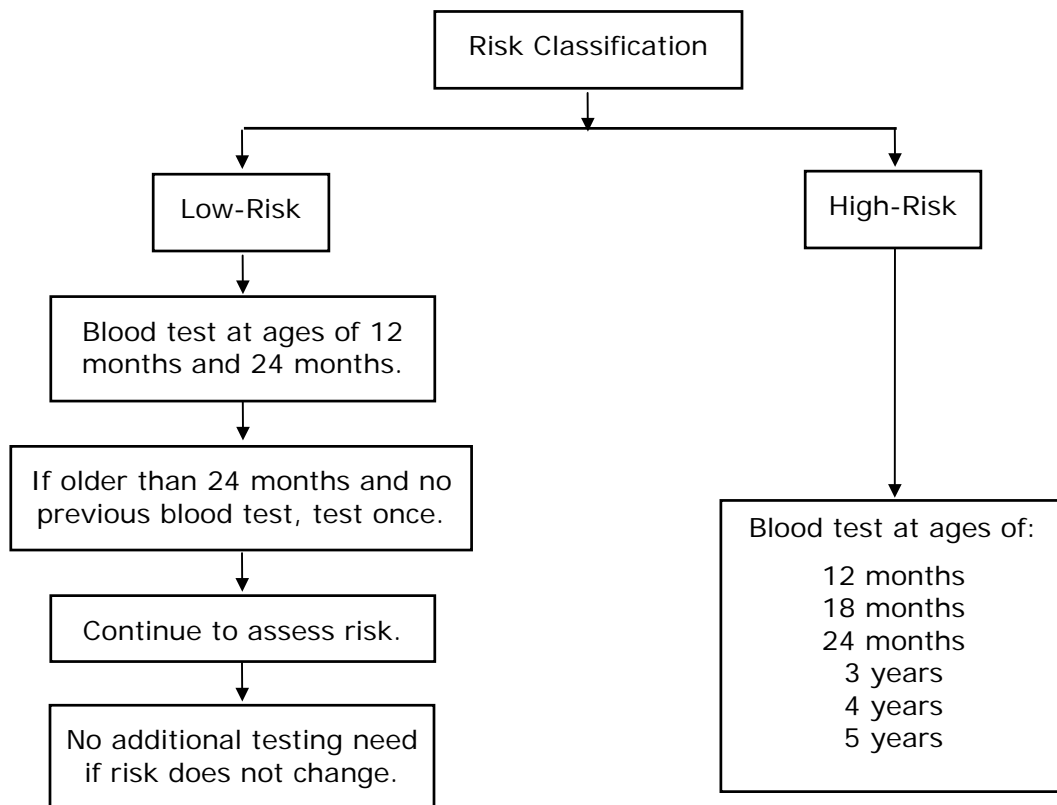 Risk Classification
Low-Risk
High-Risk
Blood test at ages of 12
months and 24 months.
If older than 24 months and no
previous blood test, test once.
Continue to assess risk.
No additional testing need
if risk does not change.
Blood test at ages of:
12 months
18 months
24 months
3 years
4 years
5 years